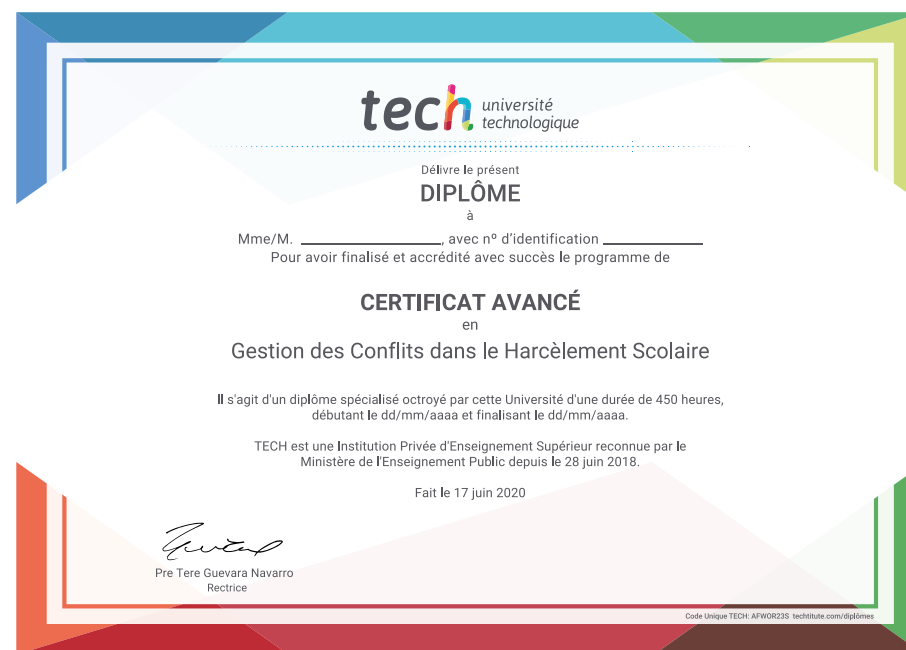 tech université
technologique
Délivre le présent
DIPLÔME
à
Mme/M. ____________________, avec nº d'identification ______________
Pour avoir finalisé et accrédité avec succès le programme de
CERTIFICAT AVANCÉ
en
Gestion des Conflits dans le Harcèlement Scolaire
Il s'agit d'un diplôme spécialisé octroyé par cette Université d'une durée de 450 heures,
débutant le dd/mm/aaaa et finalisant le dd/mm/aaaa.
TECH est une Institution Privée d'Enseignement Supérieur reconnue par le
Ministère de l'Enseignement Public depuis le 28 juin 2018.
Fait le 17 juin 2020
Pre Tere Guevara Navarro
Rectrice
Code Unique TECH: AFWOR23S techtitute.com/diplômes